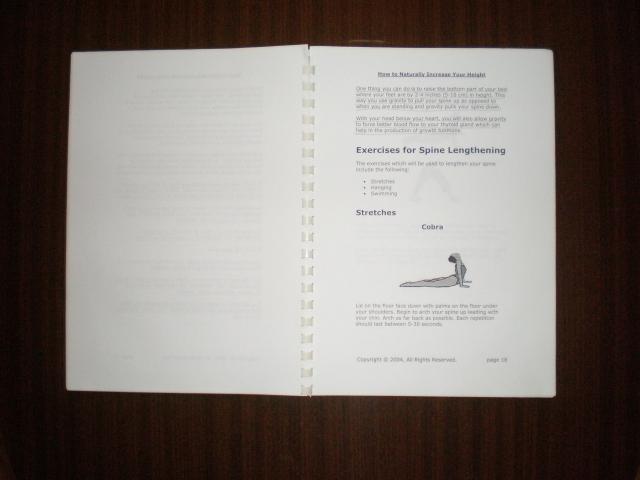 How to Naturally Increase Your Height
One thing you can do is to raise the bottom part of your bed
where your feet are by 2-4 inches (5-10 cm) in height. This
way you use gravity to pull your spine up as opposed to
when you are standing and gravity pulls your spine down.
With your head below your heart, you will also allow gravity
to force better blood flow to your thyroid gland which can
help in the production of growth hormone.
Exercises for Spine Lengthening
The exercises which will be used to lengthen your spine
include the following:
• Stretches
• Hanging
• Swimming
Stretches
Cobra
Lie on the floor face down with palms on the floor under
your shoulders. Begin to arch your spine up leading with
your chin. Arch as far back as possible. Each repetition
should last between 5-30 seconds.
Copyright © 2004, All Rights Reserved. page 18